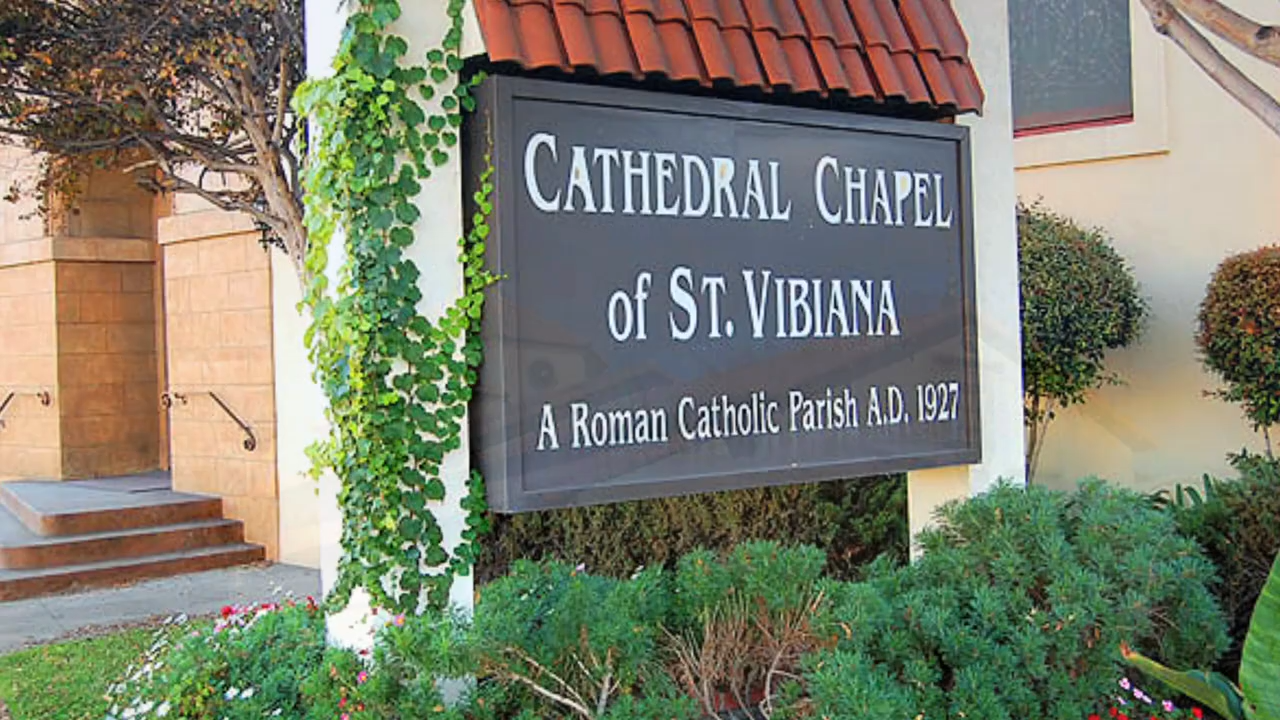 CATHEDRAL CHAPEL
of ST. VIBIANA
A Roman Catholic Parish A.D. 1927